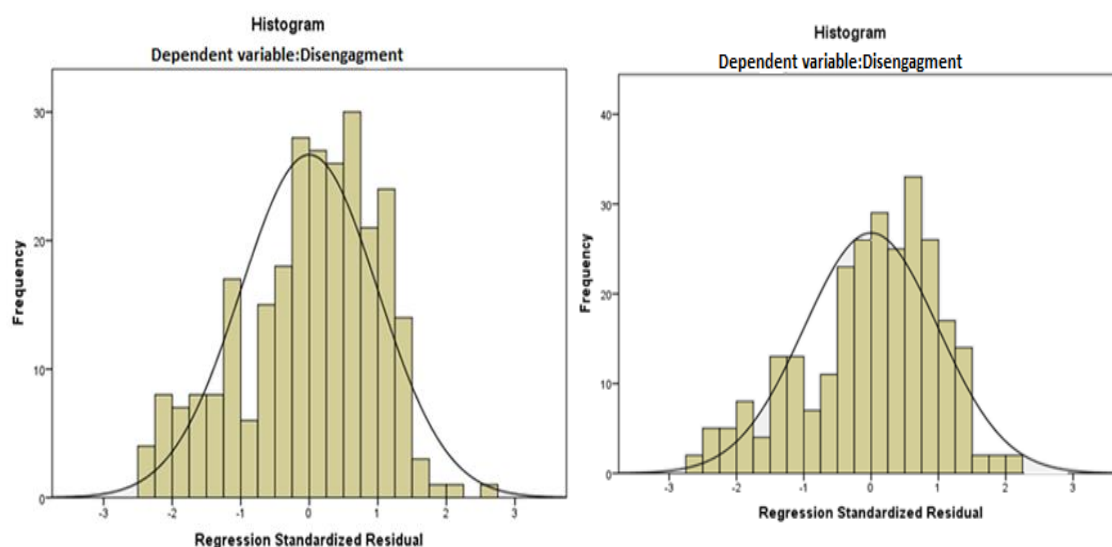 Histogram
Dependent variable:Disengagment
Frequency
30
20
10
0
-3 -2 -1 0 1 2 3
Regression Standardized Residual
Histogram
Dependent variable:Disengagment
Frequency
40
30
20
10
0
-3 -2 -1 0 1 2 3
Regression Standardized Residual